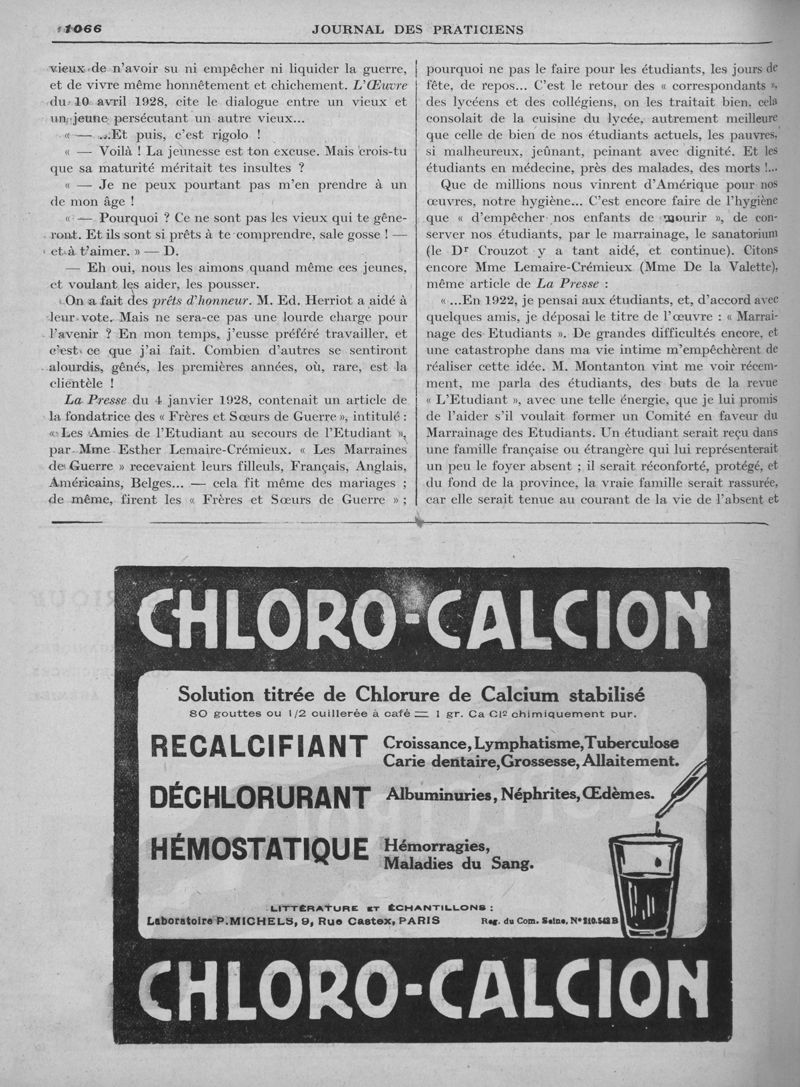 1066
JOURNAL DES PRATICIENS
vieux de n'avoir su ni empêcher ni liquider la guerre,
et de vivre même honnêtement et chichement. L'Œuvre
du 10 avril 1928, cite le dialogue entre un vieux et
un jeune persécutant un autre vieux...
« — ...Et puis, c'est rigolo !
« — Voilà ! La jeunesse est ton excuse. Mais crois-tu
que sa maturité méritait tes insultes ?
« — Je ne peux pourtant pas m'en prendre à un
de mon âge !
« — Pourquoi ? Ce ne sont pas les vieux qui te gêne-
ront. Et ils sont si prêts à te comprendre, sale gosse ! —
et à t'aimer. » — D.
— Eh oui, nous les aimons quand même ces jeunes,
et voulant les aider, les pousser.
On a fait des prêts d'honneur. M. Ed. Herriot a aidé à
leur vote. Mais ne sera-ce pas une lourde charge pour
l'avenir ? En mon temps, j'eusse préféré travailler, et
c'est ce que j'ai fait. Combien d'autres se sentiront
alourdis, gênés, les premières années, où, rare, est la
clientèle !
La Presse du 4 janvier 1928, contenait un article de
la fondatrice des « Frères et Sœurs de Guerre », intitulé :
« Les Amies de l'Etudiant au secours de l'Etudiant »,
par Mme Esther Lemaire-Crémieux. « Les Marraines
de Guerre » recevaient leurs filleuls, Français, Anglais,
Américains, Belges... — cela fit même des mariages ;
de même, firent les « Frères et Sœurs de Guerre » ;
pourquoi ne pas le faire pour les étudiants, les jours de
fête, de repos... C'est le retour des « correspondants »,
des lycéens et des collégiens, on les traitait bien, cela
consolait de la cuisine du lycée, autrement meilleure
que celle de bien de nos étudiants actuels, les pauvres,
si malheureux, jeûnant, peinant avec dignité. Et les
étudiants en médecine, près des malades, des morts !...
Que de millions nous vinrent d'Amérique pour nos
œuvres, notre hygiène... C'est encore faire de l'hygiène
que « d'empêcher nos enfants de mourir », de con-
server nos étudiants, par le marrainage, le sanatorium
(le Dr Crouzot y a tant aidé, et continue). Citons
encore Mme Lemaire-Crémieux (Mme De la Valette),
même article de La Presse :
« ...En 1922, je pensai aux étudiants, et, d'accord avec
quelques amis, je déposai le titre de l'œuvre : « Marrai-
nage des Etudiants ». De grandes difficultés encore, et
une catastrophe dans ma vie intime m'empêchèrent de
réaliser cette idée. M. Montanton vint me voir récem-
ment, me parla des étudiants, des buts de la revue
« L'Etudiant », avec une telle énergie, que je lui promis
de l'aider s'il voulait former un Comité en faveur du
Marrainage des Etudiants. Un étudiant serait reçu dans
une famille française ou étrangère qui lui représenterait
un peu le foyer absent ; il serait réconforté, protégé, et
du fond de la province, la vraie famille serait rassurée,
car elle serait tenue au courant de la vie de l'absent et
CHLORO-CALCION
Solution titrée de Chlorure de Calcium stabilisé
80 gouttes ou 1/2 cuillerée à café = 1 gr. Ca Cl2 chimiquement pur.
RECALCIFIANT
Croissance, Lymphatisme, Tuberculose
Carie dentaire, Grossesse, Allaitement.
DÉCHLORURANT
Albuminuries, Néphrites, Œdèmes.
HÉMOSTATIQUE
Hémorragies,
Maladies du Sang.
LITTÉRATURE ET ÉCHANTILLONS :
Laboratoire P. MICHELS, 9, Rue Castex, PARIS
Reg. du Com. Seine, N° 210.542 B
CHLORO-CALCION